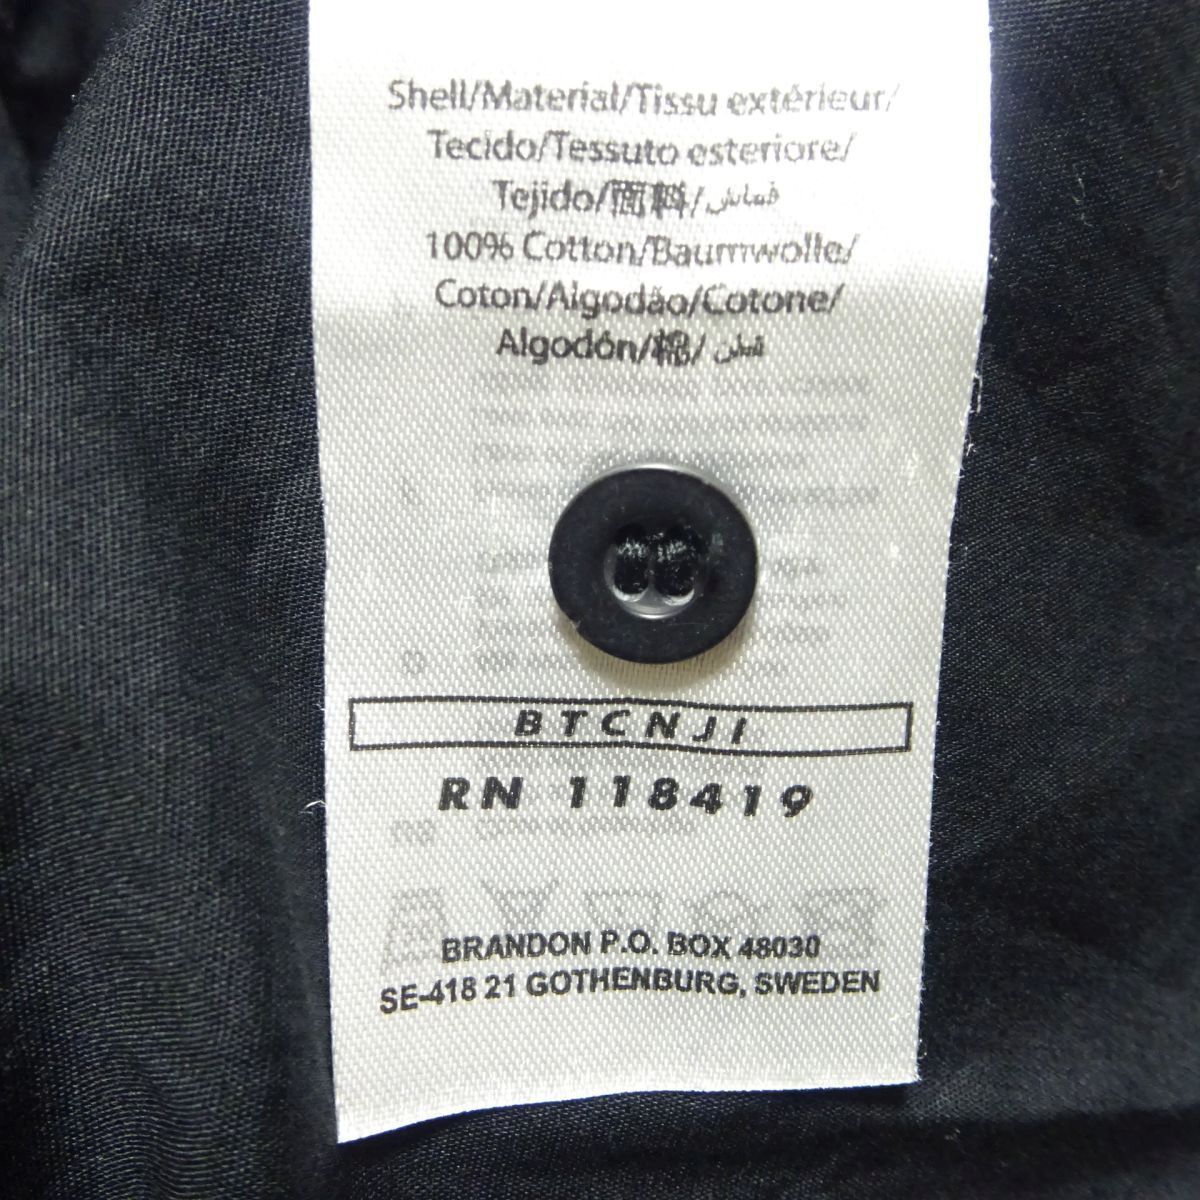 Shell/Material/Tissu extérieur/
Tecido/Tessuto esteriore/
Tejido/面料/قماش
100% Cotton/Baumwolle/
Coton/Algodão/Cotone/
Algodón/棉/ قطن
BTCNJI
RN 118419
BRANDON P.O. BOX 48030
SE-418 21 GOTHENBURG, SWEDEN